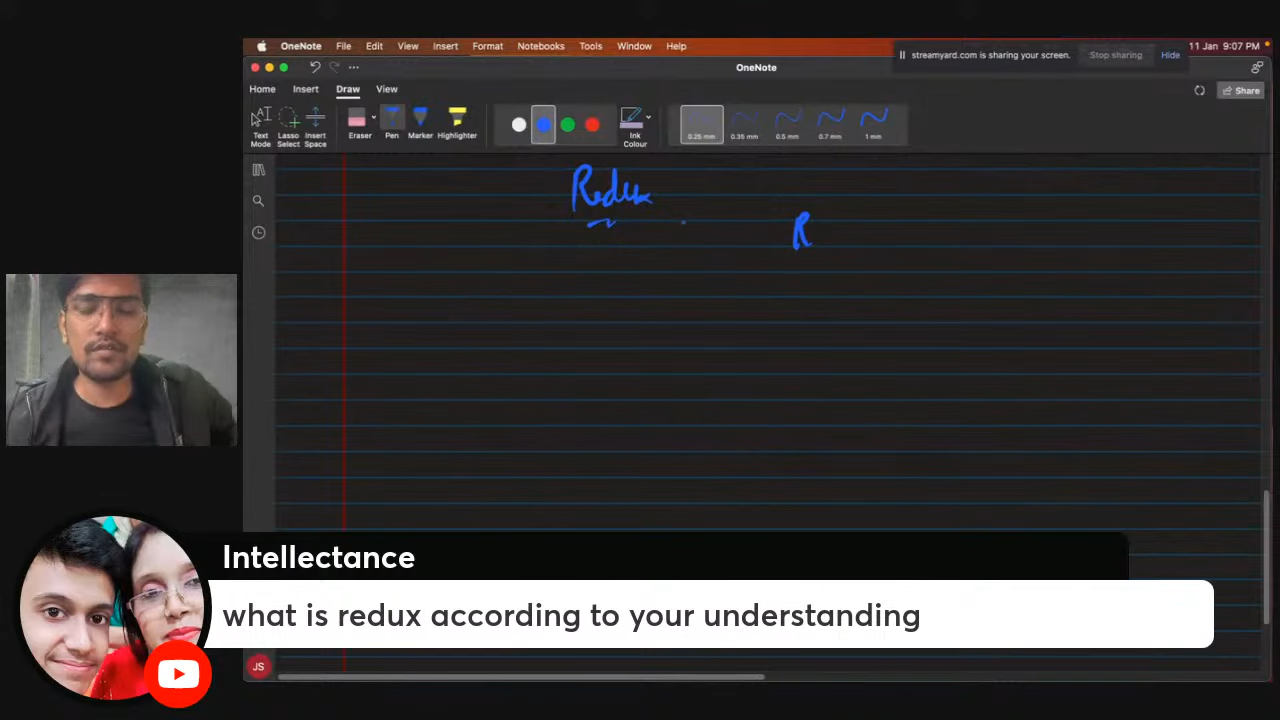 OneNote File Edit View Insert Format Notebooks Tools Window Help
streamyard.com is sharing your screen. Stop sharing Hide
11 Jan 9:07 PM
OneNote
Home Insert Draw View
Share
Text Mode
Lasso Select
Insert Space
Eraser
Pen
Marker
Highlighter
Ink Colour
0.25 mm
0.35 mm
0.5 mm
0.7 mm
1 mm
Redux
R
Intellectance
what is redux according to your understanding
JS